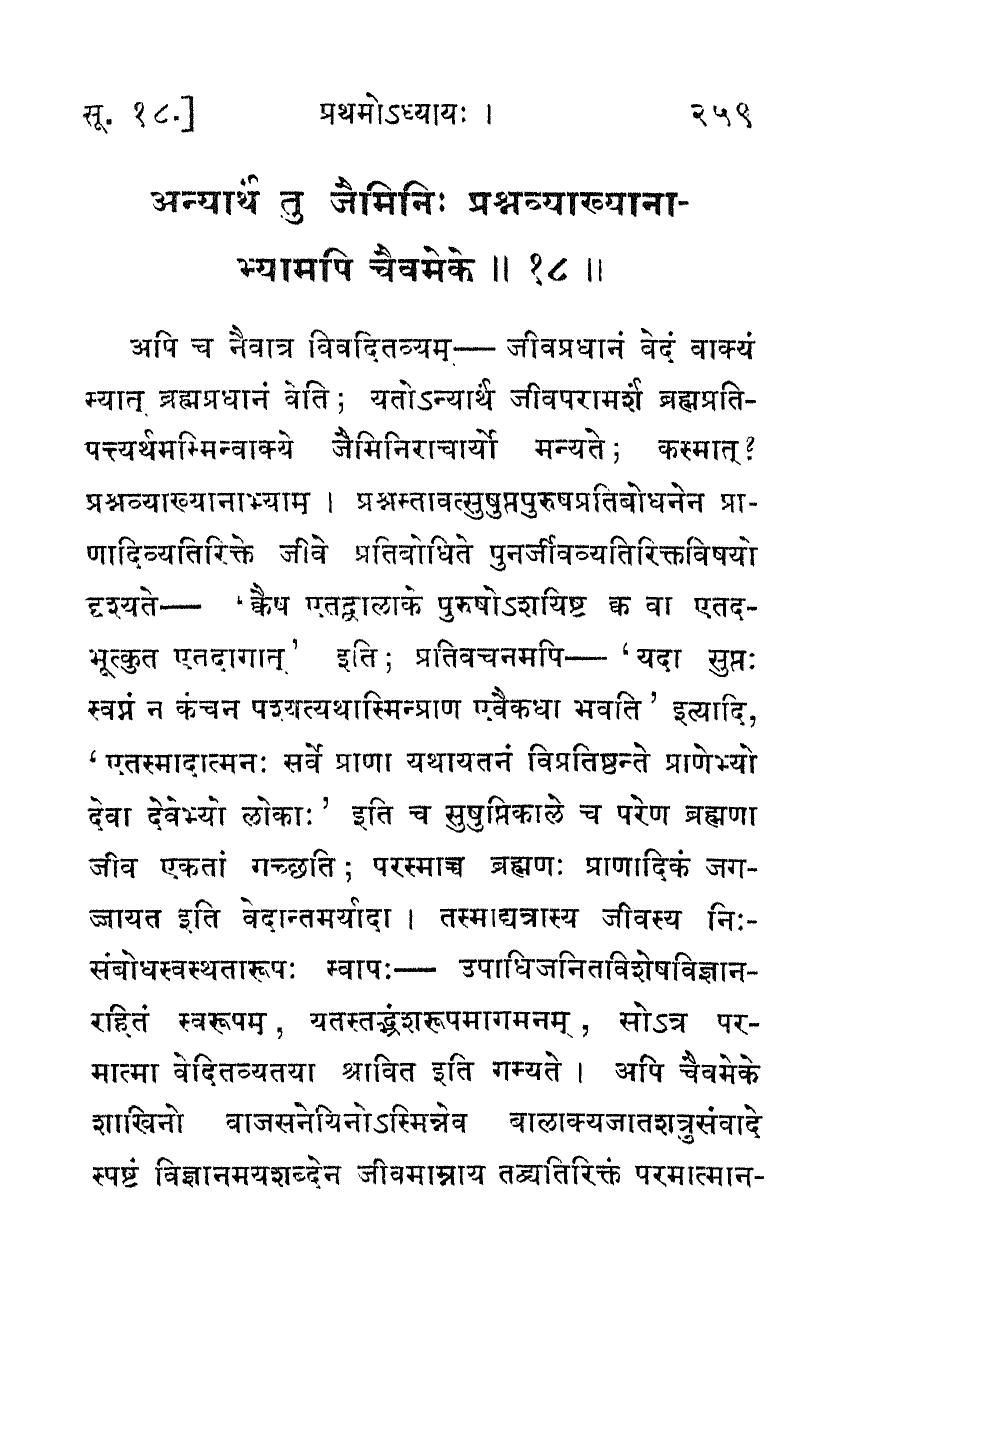 सू. १८.] प्रथमोऽध्यायः । २५९
अन्यार्थं तु जैमिनिः प्रश्नव्याख्याना-
भ्यामपि चैवमेके ॥ १८ ॥
अपि च नैवात्र विवदितव्यम्— जीवप्रधानं वेदं वाक्यं
स्यात् ब्रह्मप्रधानं वेति ; यतोऽन्यार्थं जीवपरामर्शं ब्रह्मप्रति-
पत्त्यर्थमस्मिन्वाक्ये जैमिनिराचार्यो मन्यते ; कस्मात् ?
प्रश्नव्याख्यानाभ्याम् । प्रश्नस्तावत्सुषुप्तपुरुषप्रतिबोधनेन प्रा-
णादिव्यतिरिक्ते जीवे प्रतिबोधिते पुनर्जीवव्यतिरिक्तविषयो
दृश्यते— ‘क्वैष एतद्बालाके पुरुषोऽशयिष्ट क्व वा एतद-
भूत्कुत एतदागात्’ इति ; प्रतिवचनमपि— ‘यदा सुप्तः
स्वप्नं न कंचन पश्यत्यथास्मिन्प्राण एवैकधा भवति’ इत्यादि,
‘एतस्मादात्मनः सर्वे प्राणा यथायतनं विप्रतिष्ठन्ते प्राणेभ्यो
देवा देवेभ्यो लोकाः’ इति च सुषुप्तिकाले च परेण ब्रह्मणा
जीव एकतां गच्छति ; परस्माच्च ब्रह्मणः प्राणादिकं जग-
ज्जायत इति वेदान्तमर्यादा । तस्माद्यत्रास्य जीवस्य निः-
संबोधस्वस्थतारूपः स्वापः— उपाधिजनितविशेषविज्ञान-
रहितं स्वरूपम् , यतस्तद्भ्रंशरूपमागमनम् , सोऽत्र पर-
मात्मा वेदितव्यतया श्रावित इति गम्यते । अपि चैवमेके
शाखिनो वाजसनेयिनोऽस्मिन्नेव बालाक्यजातशत्रुसंवादे
स्पष्टं विज्ञानमयशब्देन जीवमाम्नाय तद्व्यतिरिक्तं परमात्मान-